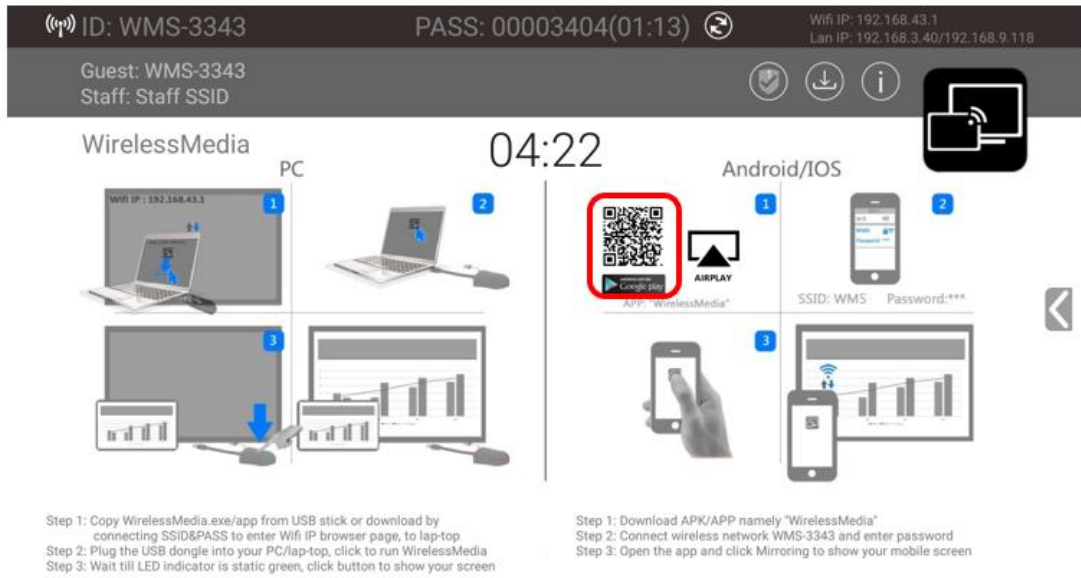 ID: WMS-3343
PASS: 00003404(01:13)
Wifi IP: 192.168.43.1
Lan IP: 192.168.3.40/192.168.9.118
Guest: WMS-3343
Staff: Staff SSID
WirelessMedia
04:22
PC
Android/IOS
Wifi IP : 192.168.43.1
1
2
3
1
2
AIRPLAY
Google play
APP: "WirelessMedia"
SSID: WMS Password:***
3
Step 1: Copy WirelessMedia.exe/app from USB stick or download by
connecting SSID&PASS to enter Wifi IP browser page, to lap-top
Step 2: Plug the USB dongle into your PC/lap-top, click to run WirelessMedia
Step 3: Wait till LED indicator is static green, click button to show your screen
Step 1: Download APK/APP namely "WirelessMedia"
Step 2: Connect wireless network WMS-3343 and enter password
Step 3: Open the app and click Mirroring to show your mobile screen